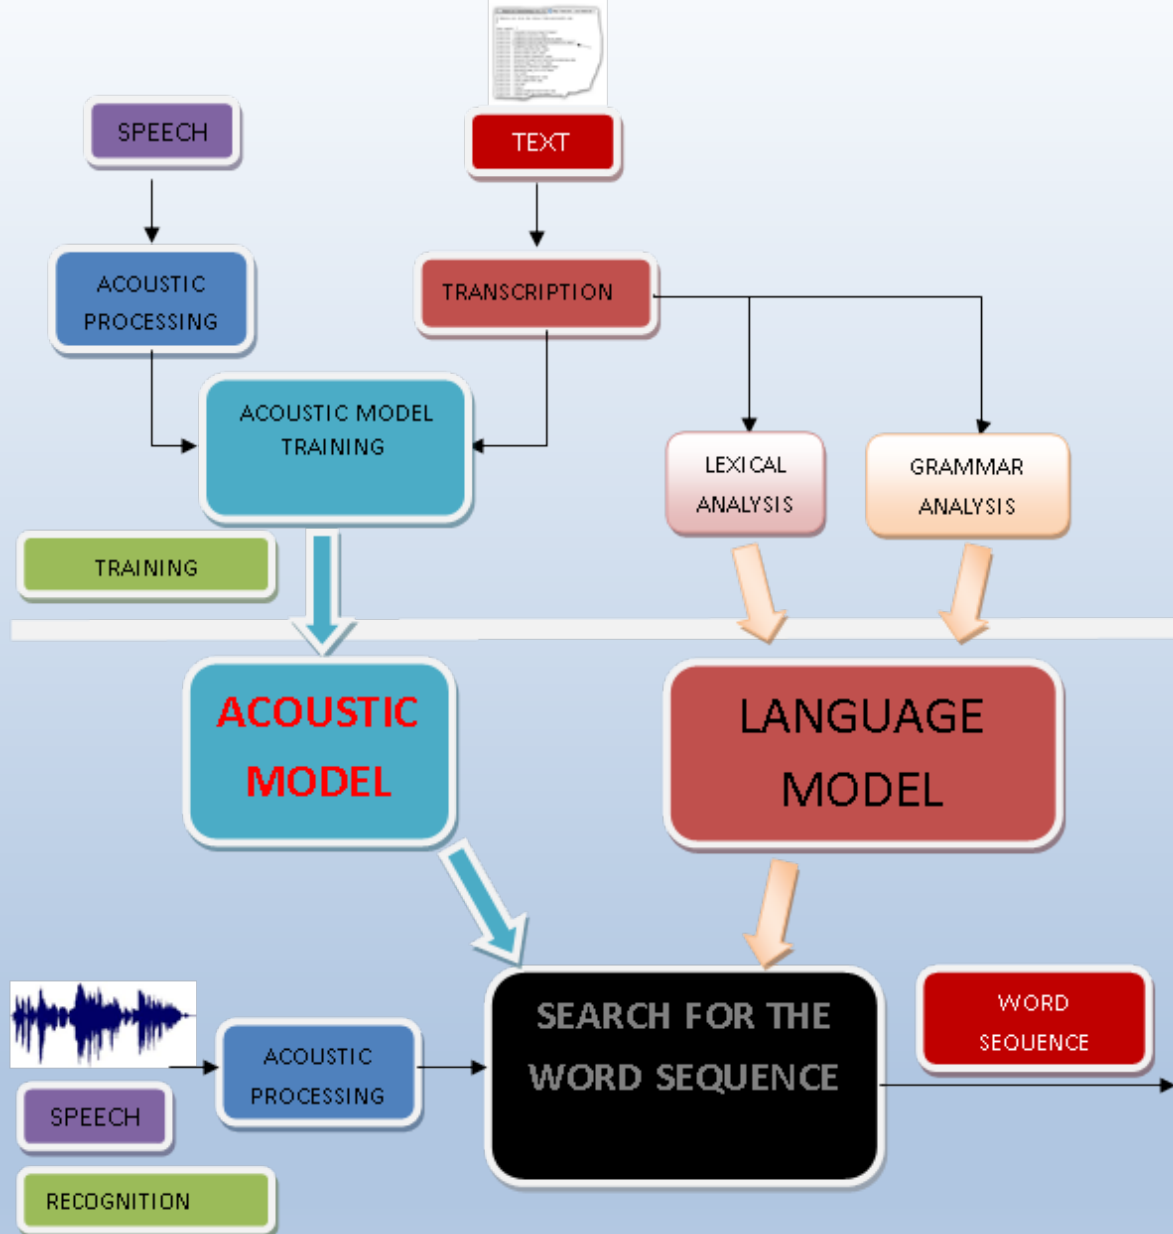 SPEECH
TEXT
ACOUSTIC
PROCESSING
TRANSCRIPTION
ACOUSTIC MODEL
TRAINING
LEXICAL
ANALYSIS
GRAMMAR
ANALYSIS
TRAINING
ACOUSTIC
MODEL
LANGUAGE
MODEL
SPEECH
ACOUSTIC
PROCESSING
SEARCH FOR THE
WORD SEQUENCE
WORD
SEQUENCE
RECOGNITION